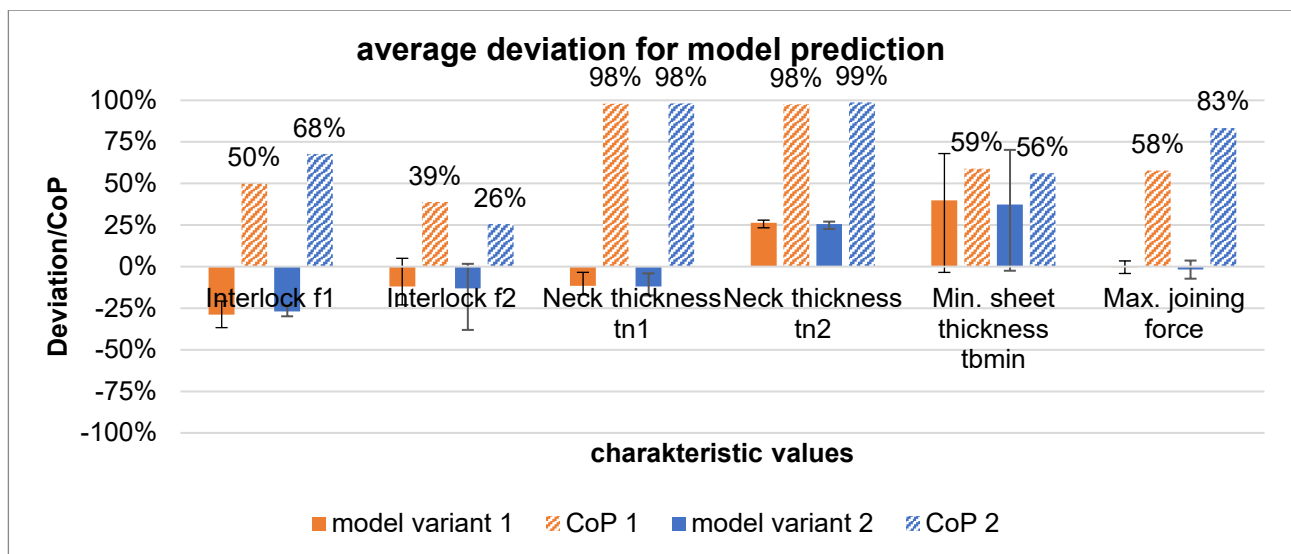 average deviation for model prediction
98% 98% 98% 99%
100%
83%
75%
68%
59% 56% 58%
50%
50%
39%
26%
25%
0%
Interlock f1 Interlock f2 Neck thickness Neck thickness Min. sheet Max. joining
-25%
tn1 tn2 thickness force
-50%
tbmin
-75%
-100%
Deviation/CoP
charakteristic values
model variant 1 CoP 1 model variant 2 CoP 2